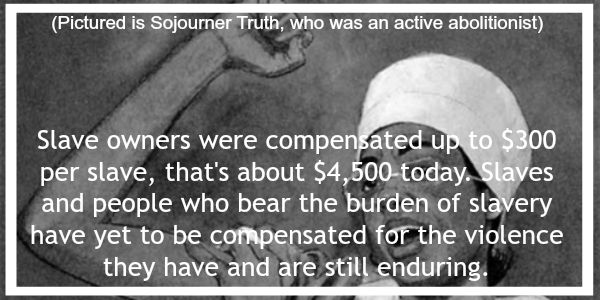 (Pictured is Sojourner Truth, who was an active abolitionist)
Slave owners were compensated up to $300
per slave, that's about $4,500 today. Slaves
and people who bear the burden of slavery
have yet to be compensated for the violence
they have and are still enduring.